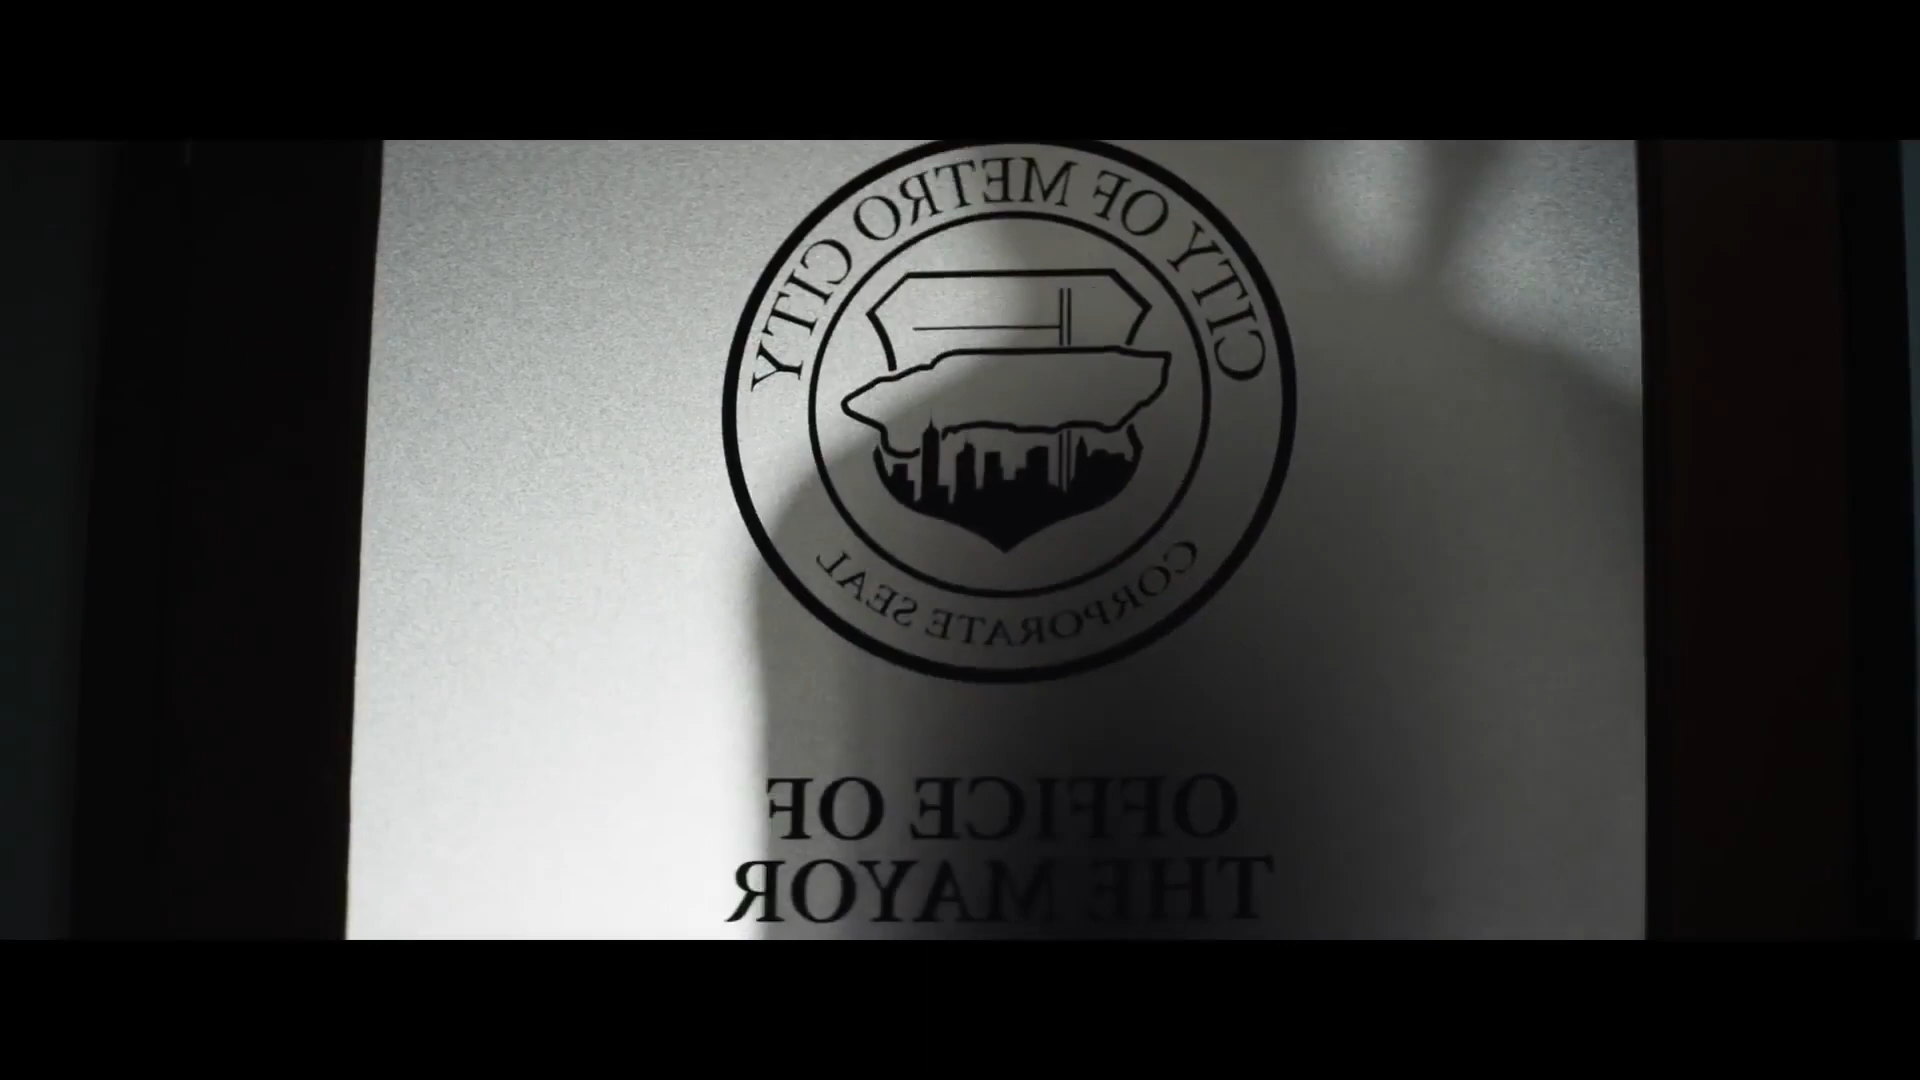 CITY OF METRO CITY
CORPORATE SEAL
OFFICE OF
THE MAYOR